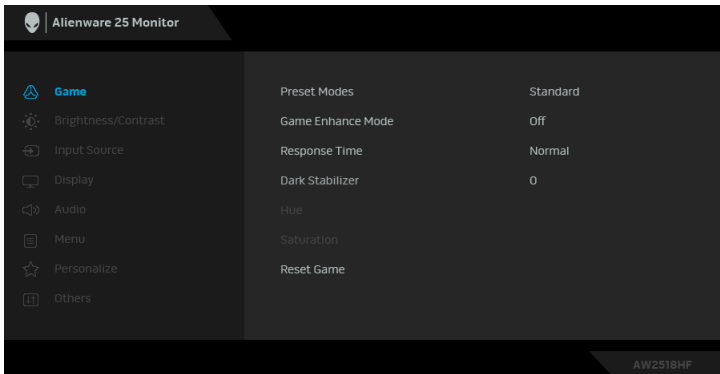 Alienware 25 Monitor
Game
Preset Modes Standard
Brightness/Contrast
Game Enhance Mode Off
Input Source
Response Time Normal
Display
Dark Stabilizer 0
Audio
Hue
Menu
Saturation
Personalize
Reset Game
Others
AW2518HF